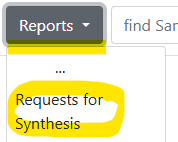 Reports
find Sar
...
Requests for
Synthesis